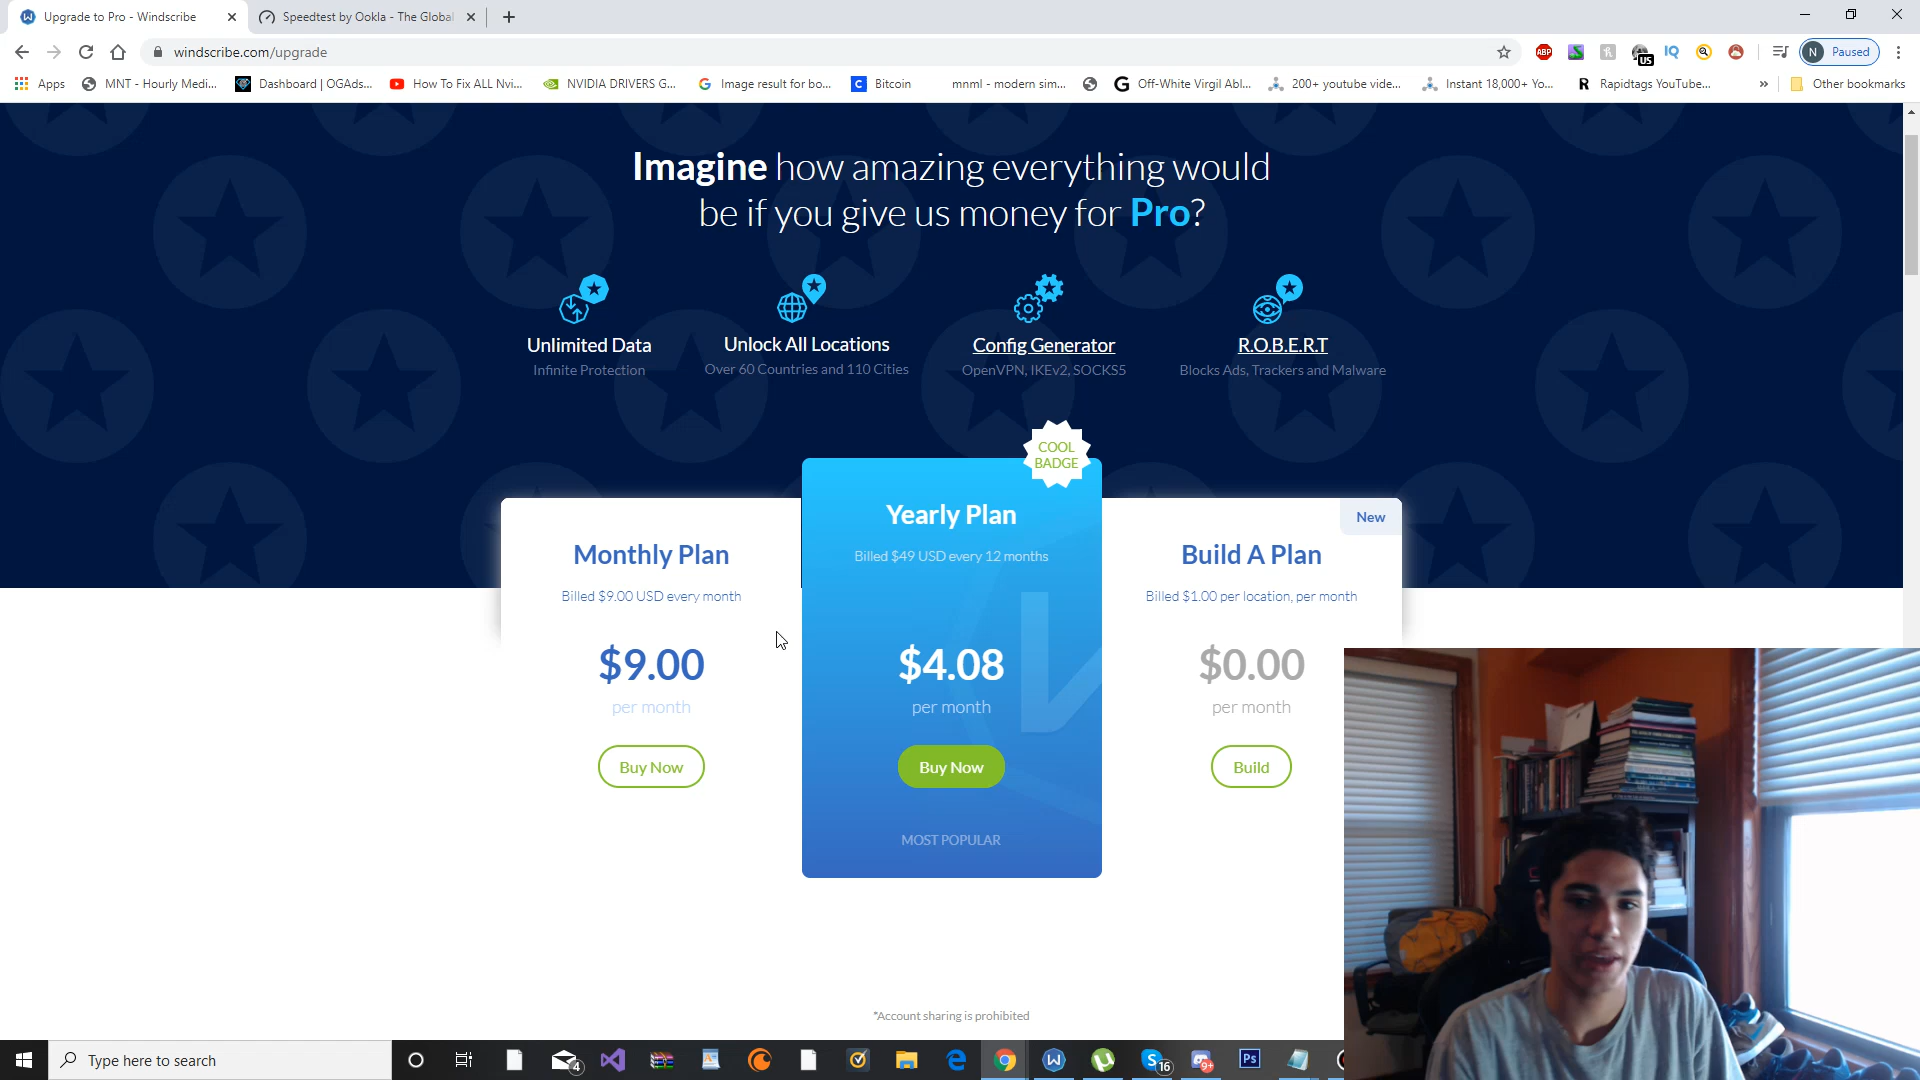 Upgrade to Pro - Windscribe
Speedtest by Ookla - The Global
windscribe.com/upgrade
ABP
US
IQ
N Paused
Apps
MNT - Hourly Medi...
Dashboard | OGAds...
How To Fix ALL Nvi...
NVIDIA DRIVERS G...
Image result for bo...
Bitcoin
mnml - modern sim...
Off-White Virgil Abl...
200+ youtube vide...
Instant 18,000+ Yo...
Rapidtags YouTube...
Other bookmarks
Imagine how amazing everything would
be if you give us money for Pro?
Unlimited Data
Infinite Protection
Unlock All Locations
Over 60 Countries and 110 Cities
Config Generator
OpenVPN, IKEv2, SOCKS5
R.O.B.E.R.T
Blocks Ads, Trackers and Malware
COOL
BADGE
Monthly Plan
Billed $9.00 USD every month
$9.00
per month
Buy Now
Yearly Plan
Billed $49 USD every 12 months
$4.08
per month
Buy Now
MOST POPULAR
New
Build A Plan
Billed $1.00 per location, per month
$0.00
per month
Build
*Account sharing is prohibited
Type here to search
4
16
9+
Ps